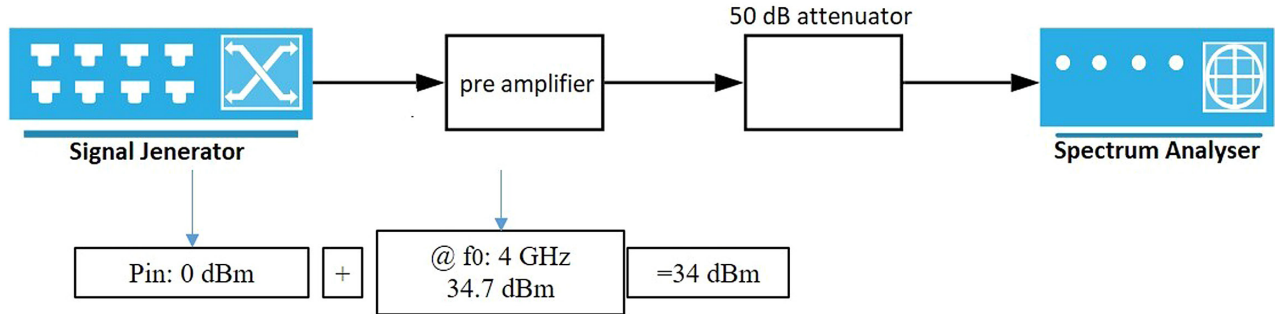 50 dB attenuator
pre amplifier
Signal Jenerator
Spectrum Analyser
Pin: 0 dBm
+
@ f0: 4 GHz
34.7 dBm
=34 dBm